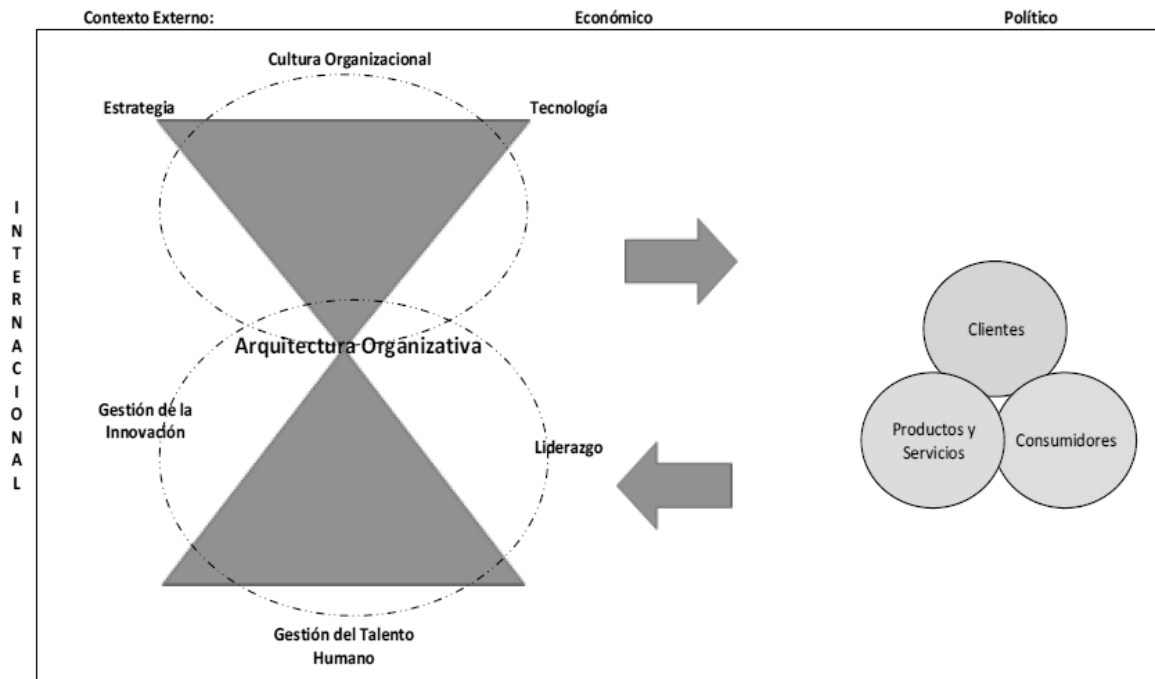 Contexto Externo: Económico Político
Cultura Organizacional
Estrategia Tecnología
INTERNACIONAL
Arquitectura Organizativa
Clientes
Gestión de la
Innovación
Liderazgo
Productos y
Servicios
Consumidores
Gestión del Talento
Humano